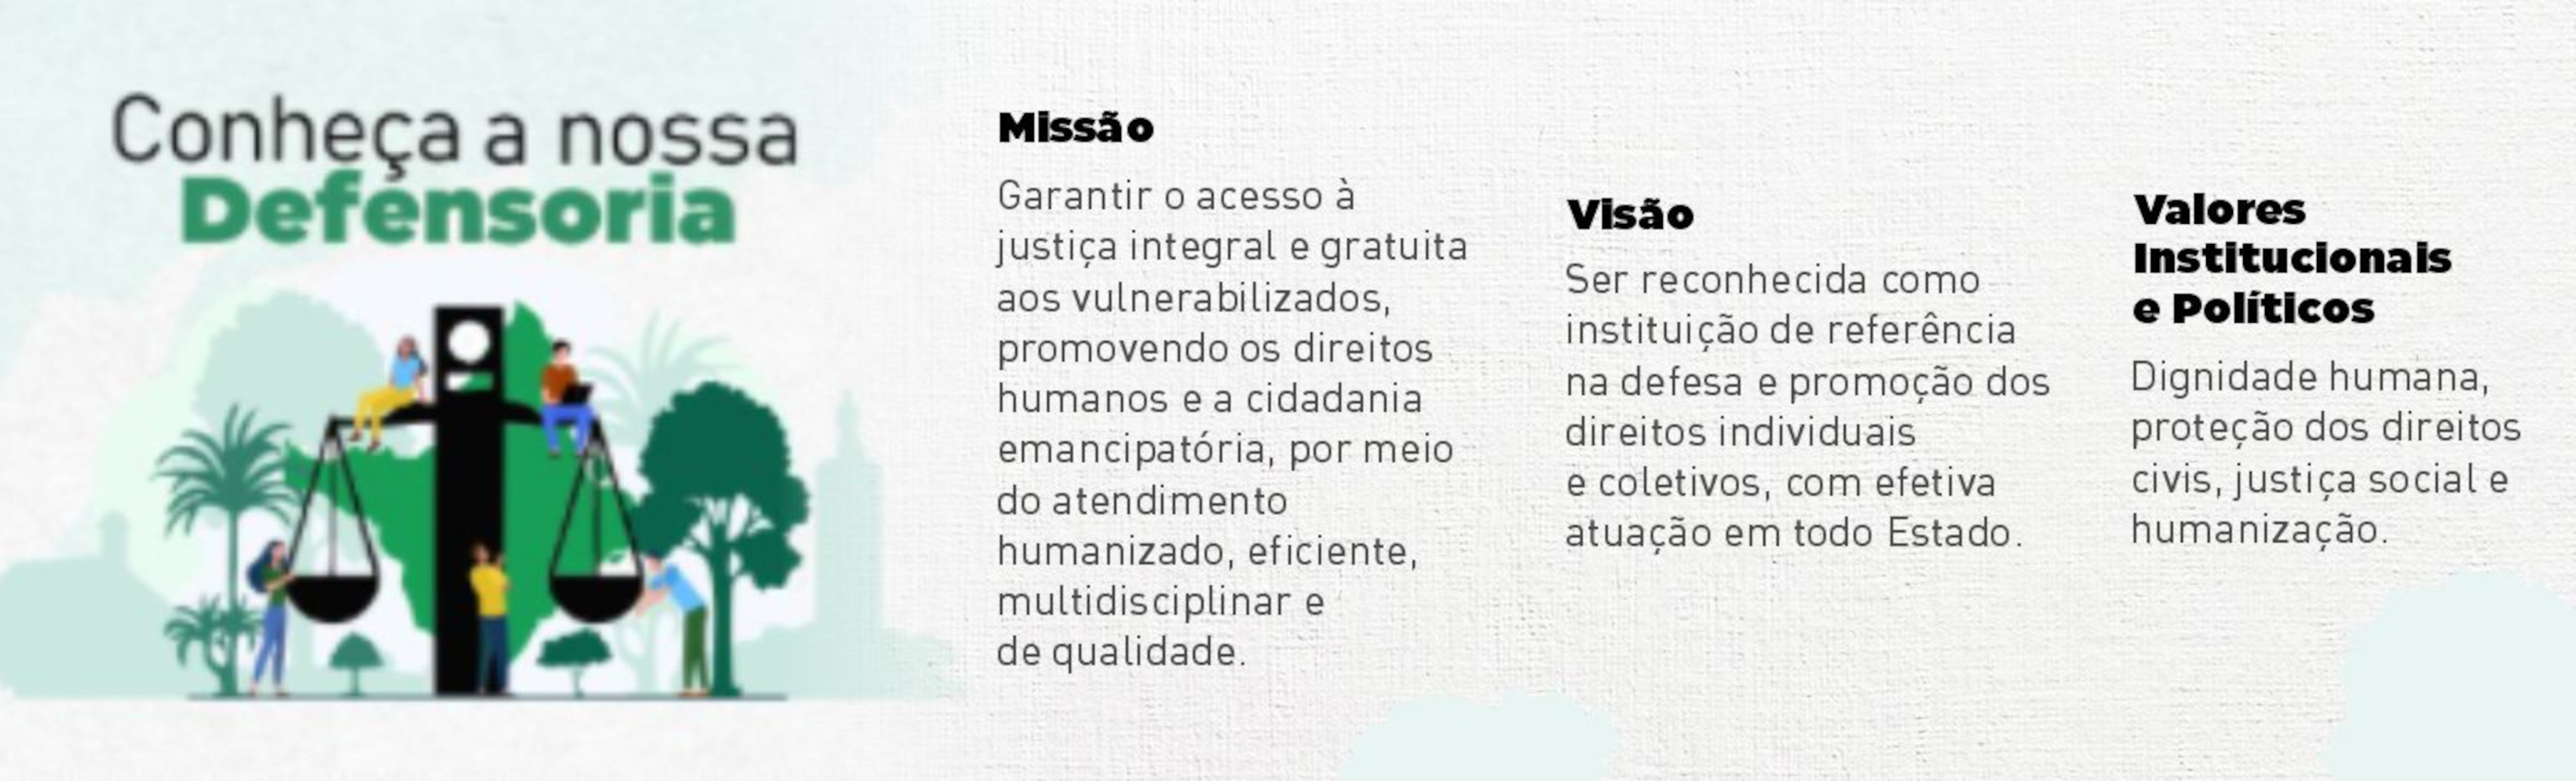 Conheça a nossa
Defensoria
Missão
Garantir o acesso à
justiça integral e gratuita
aos vulnerabilizados,
promovendo os direitos
humanos e a cidadania
emancipatória, por meio
do atendimento
humanizado, eficiente,
multidisciplinar e
de qualidade.
Visão
Ser reconhecida como
instituição de referência
na defesa e promoção dos
direitos individuais
e coletivos, com efetiva
atuação em todo Estado.
Valores
Institucionais
e Políticos
Dignidade humana,
proteção dos direitos
civis, justiça social e
humanização.